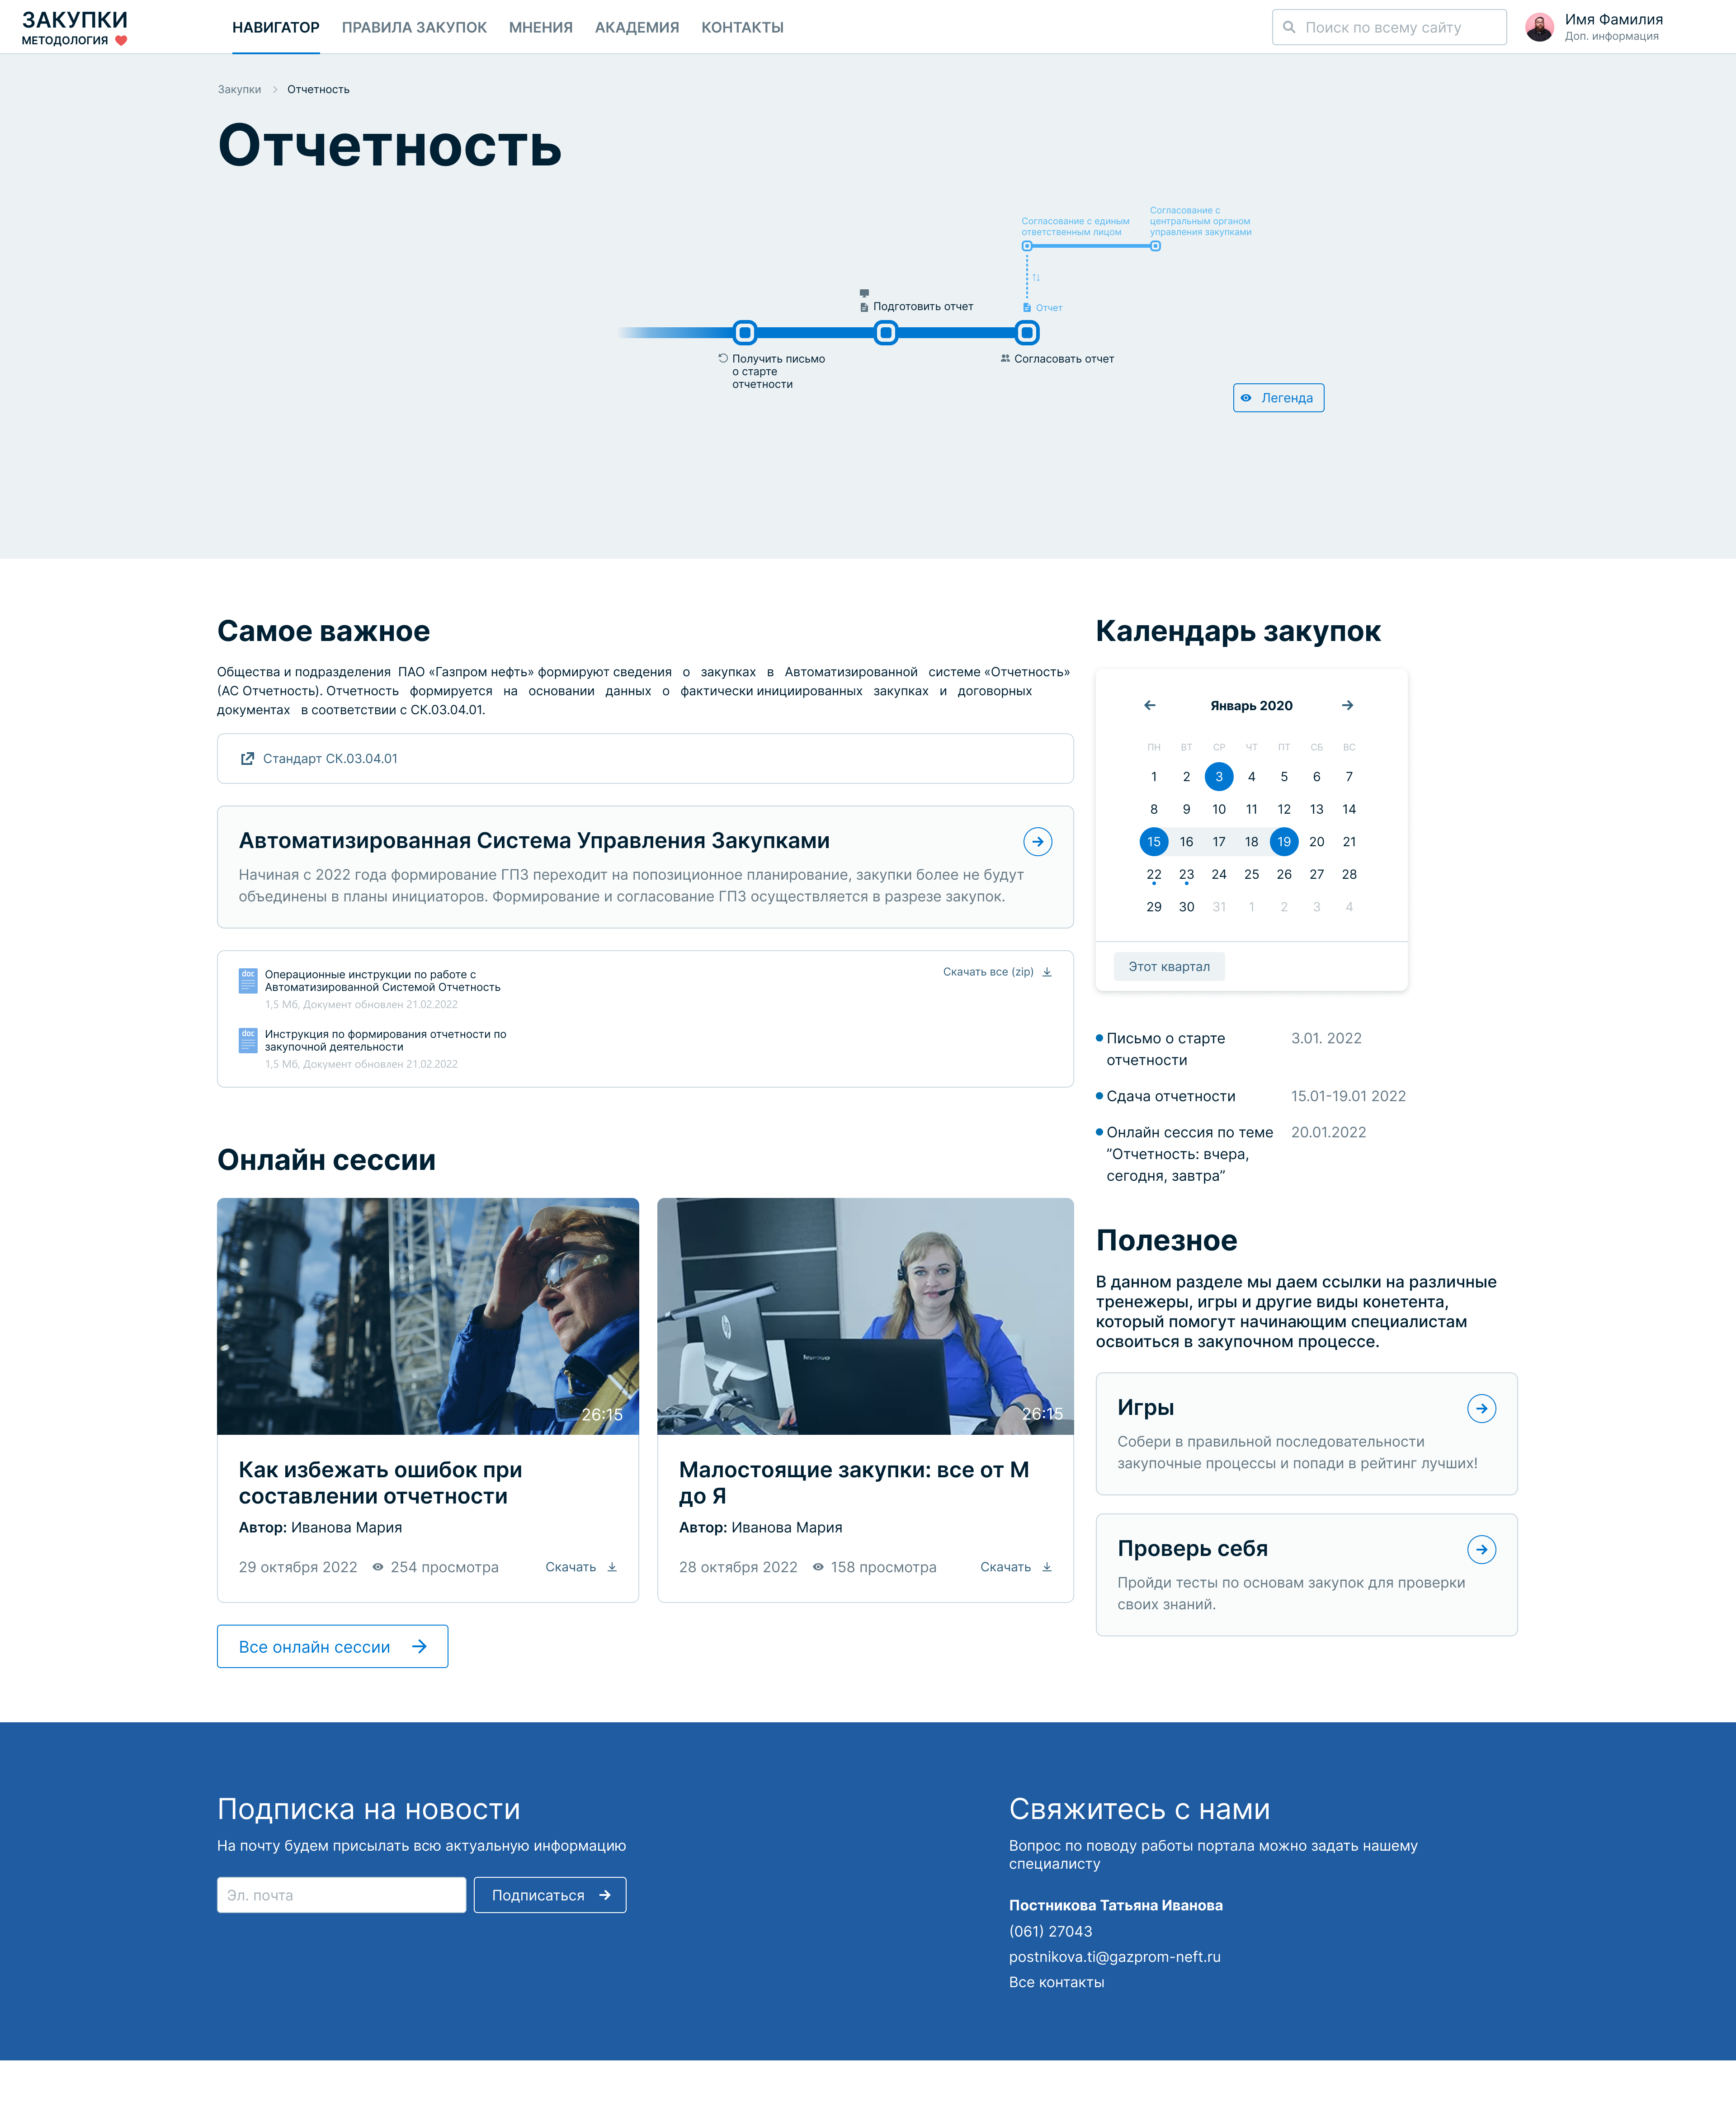 ЗАКУПКИ
МЕТОДОЛОГИЯ
НАВИГАТОР
ПРАВИЛА ЗАКУПОК
МНЕНИЯ
АКАДЕМИЯ
КОНТАКТЫ
Поиск по всему сайту
Имя Фамилия
Доп. информация
Закупки
Отчетность
Отчетность
Согласование с единым
ответственным лицом
Согласование с
центральным органом
управления закупками
Отчет
Подготовить отчет
Получить письмо
о старте
отчетности
Согласовать отчет
Легенда
Самое важное
Общества и подразделения ПАО «Газпром нефть» формируют сведения о закупках в Автоматизированной системе «Отчетность»
(АС Отчетность). Отчетность формируется на основании данных о фактически инициированных закупках и договорных
документах в соответствии с СК.03.04.01.
Стандарт СК.03.04.01
Автоматизированная Система Управления Закупками
Начиная с 2022 года формирование ГПЗ переходит на попозиционное планирование, закупки более не будут
объединены в планы инициаторов. Формирование и согласование ГПЗ осуществляется в разрезе закупок.
doc
Операционные инструкции по работе с
Автоматизированной Системой Отчетность
1,5 Мб, Документ обновлен 21.02.2022
Скачать все (zip)
doc
Инструкция по формирования отчетности по
закупочной деятельности
1,5 Мб, Документ обновлен 21.02.2022
Календарь закупок
Январь 2020
ПН ВТ СР ЧТ ПТ СБ ВС
1 2 3 4 5 6 7
8 9 10 11 12 13 14
15 16 17 18 19 20 21
22 23 24 25 26 27 28
29 30 31 1 2 3 4
Этот квартал
Письмо о старте
отчетности
3.01. 2022
Сдача отчетности
15.01-19.01 2022
Онлайн сессия по теме
"Отчетность: вчера,
сегодня, завтра"
20.01.2022
Онлайн сессии
26:15
Как избежать ошибок при
составлении отчетности
Автор: Иванова Мария
29 октября 2022
254 просмотра
Скачать
hp
lenovo
26:15
Малостоящие закупки: все от М
до Я
Автор: Иванова Мария
28 октября 2022
158 просмотра
Скачать
Все онлайн сессии
Полезное
В данном разделе мы даем ссылки на различные
тренежеры, игры и другие виды конетента,
который помогут начинающим специалистам
освоиться в закупочном процессе.
Игры
Собери в правильной последовательности
закупочные процессы и попади в рейтинг лучших!
Проверь себя
Пройди тесты по основам закупок для проверки
своих знаний.
Подписка на новости
На почту будем присылать всю актуальную информацию
Эл. почта
Подписаться
Свяжитесь с нами
Вопрос по поводу работы портала можно задать нашему
специалисту
Постникова Татьяна Иванова
(061) 27043
postnikova.ti@gazprom-neft.ru
Все контакты